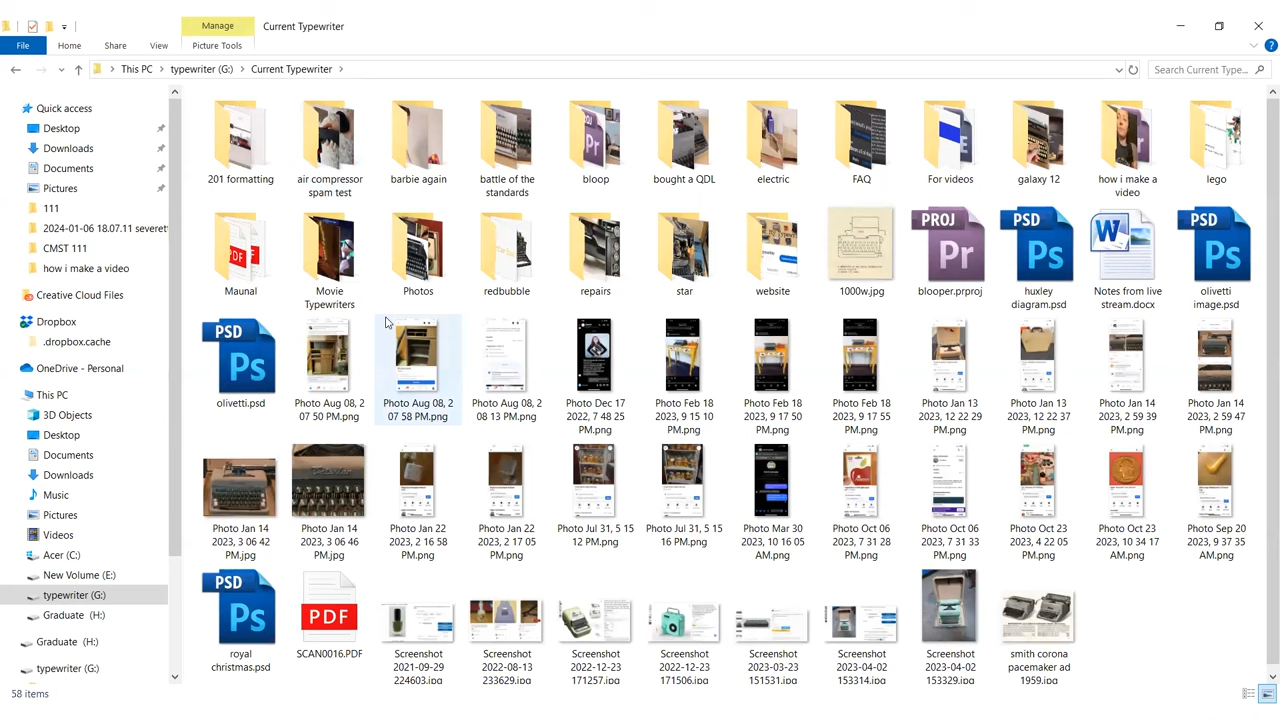 Manage
Current Typewriter
File
Home
Share
View
Picture Tools
This PC
typewriter (G:)
Current Typewriter
Search Current Type...
Quick access
Desktop
Downloads
Documents
Pictures
111
2024-01-06 18.07.11 severett
CMST 111
how i make a video
Creative Cloud Files
Dropbox
.dropbox.cache
OneDrive - Personal
This PC
3D Objects
Desktop
Documents
Downloads
Music
Pictures
Videos
Acer (C:)
New Volume (E:)
typewriter (G:)
Graduate (H:)
Graduate (H:)
typewriter (G:)
201 formatting
air compressor
spam test
barbie again
battle of the
standards
bloop
bought a QDL
electric
FAQ
For videos
galaxy 12
how i make a
video
lego
Maunal
Movie
Typewriters
Photos
redbubble
repairs
star
website
1000w.jpg
blooper.prproj
huxley
diagram.psd
Notes from live
stream.docx
olivetti
image.psd
olivetti.psd
Photo Aug 08, 2
07 50 PM.png
Photo Aug 08, 2
07 58 PM.png
Photo Aug 08, 2
08 13 PM.png
Photo Dec 17
2022, 7 48 25
PM.png
Photo Feb 18
2023, 9 15 10
PM.png
Photo Feb 18
2023, 9 17 50
PM.png
Photo Feb 18
2023, 9 17 55
PM.png
Photo Jan 13
2023, 12 22 29
PM.png
Photo Jan 13
2023, 12 22 37
PM.png
Photo Jan 14
2023, 2 59 39
PM.png
Photo Jan 14
2023, 2 59 47
PM.png
Photo Jan 14
2023, 3 06 42
PM.jpg
Photo Jan 14
2023, 3 06 46
PM.jpg
Photo Jan 22
2023, 2 16 58
PM.png
Photo Jan 22
2023, 2 17 05
PM.png
Photo Jul 31, 5 15
12 PM.png
Photo Jul 31, 5 15
16 PM.png
Photo Mar 30
2023, 10 16 05
AM.png
Photo Oct 06
2023, 7 31 28
PM.png
Photo Oct 06
2023, 7 31 33
PM.png
Photo Oct 23
2023, 4 22 05
PM.png
Photo Oct 23
2023, 10 34 17
AM.png
Photo Sep 20
2023, 9 37 35
AM.png
royal
christmas.psd
SCAN0016.PDF
Screenshot
2021-09-29
224603.jpg
Screenshot
2022-08-13
233629.jpg
Screenshot
2022-12-23
171257.jpg
Screenshot
2022-12-23
171506.jpg
Screenshot
2023-03-23
151531.jpg
Screenshot
2023-04-02
153314.jpg
Screenshot
2023-04-02
153329.jpg
smith corona
pacemaker ad
1959.jpg
PROJ
Pr
PSD
Ps
PSD
Ps
PSD
Ps
PSD
Ps
PDF
58 items